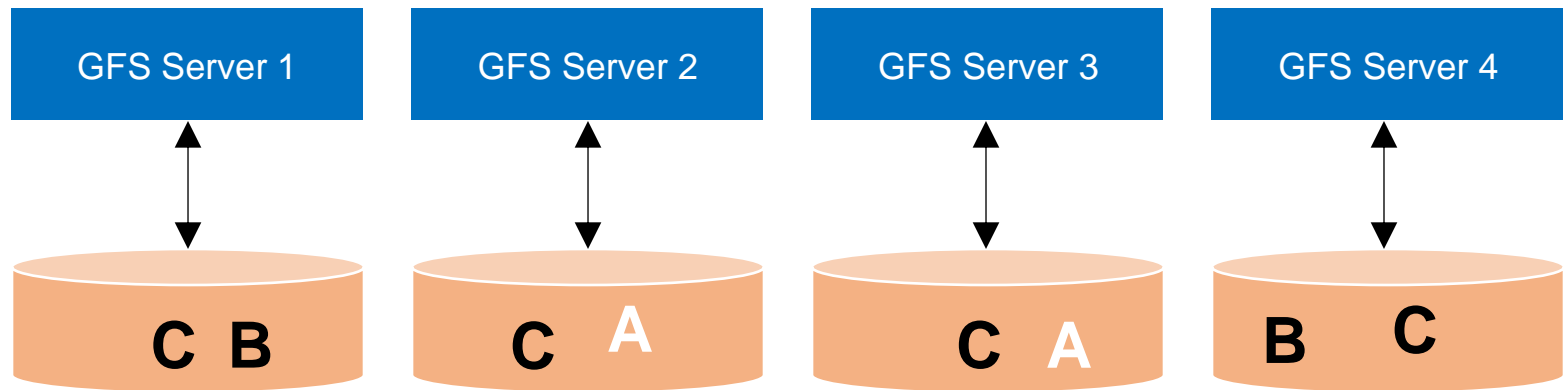 GFS Server 1 GFS Server 2 GFS Server 3 GFS Server 4
C B C A C A B C